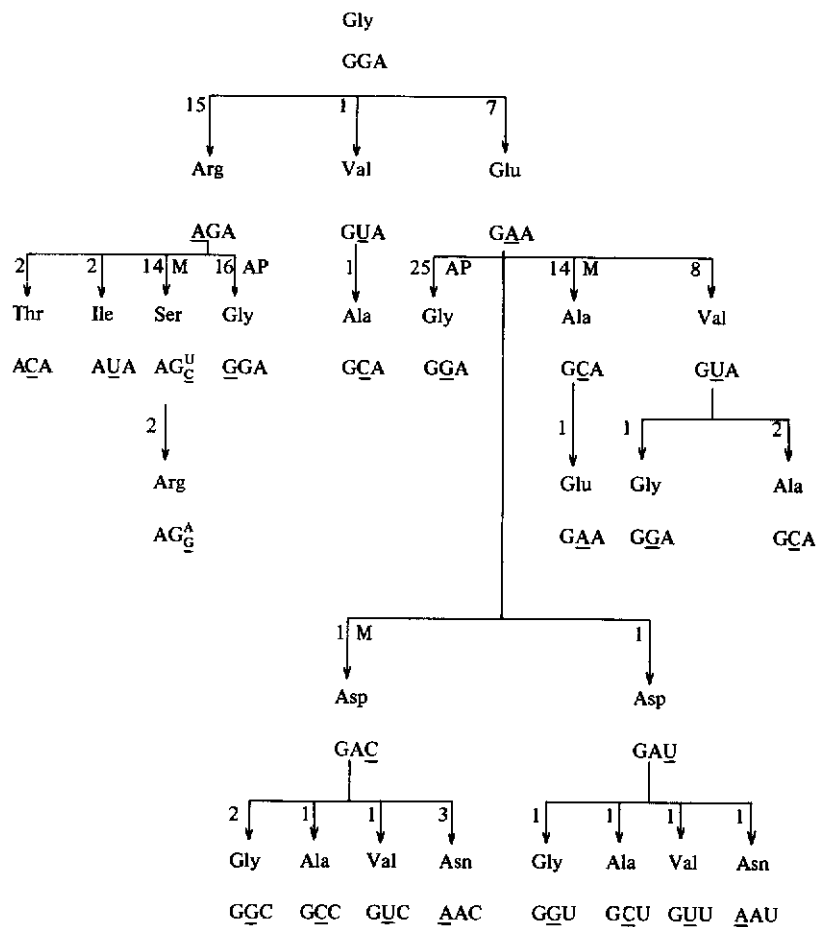 Gly
GGA
15 1 7
Arg Val Glu
AGA GUA GAA
2 2 14 M 16 AP 1 25 AP 14 M 8
Thr Ile Ser Gly Ala Gly Ala Val
ACA AUA AGUC GGA GCA GGA GCA GUA
2 1 1 2
Arg Glu Gly Ala
AGAG GAA GGA GCA
1 M 1
Asp Asp
GAC GAU
2 1 1 3 1 1 1 1
Gly Ala Val Asn Gly Ala Val Asn
GGC GCC GUC AAC GGU GCU GUU AAU